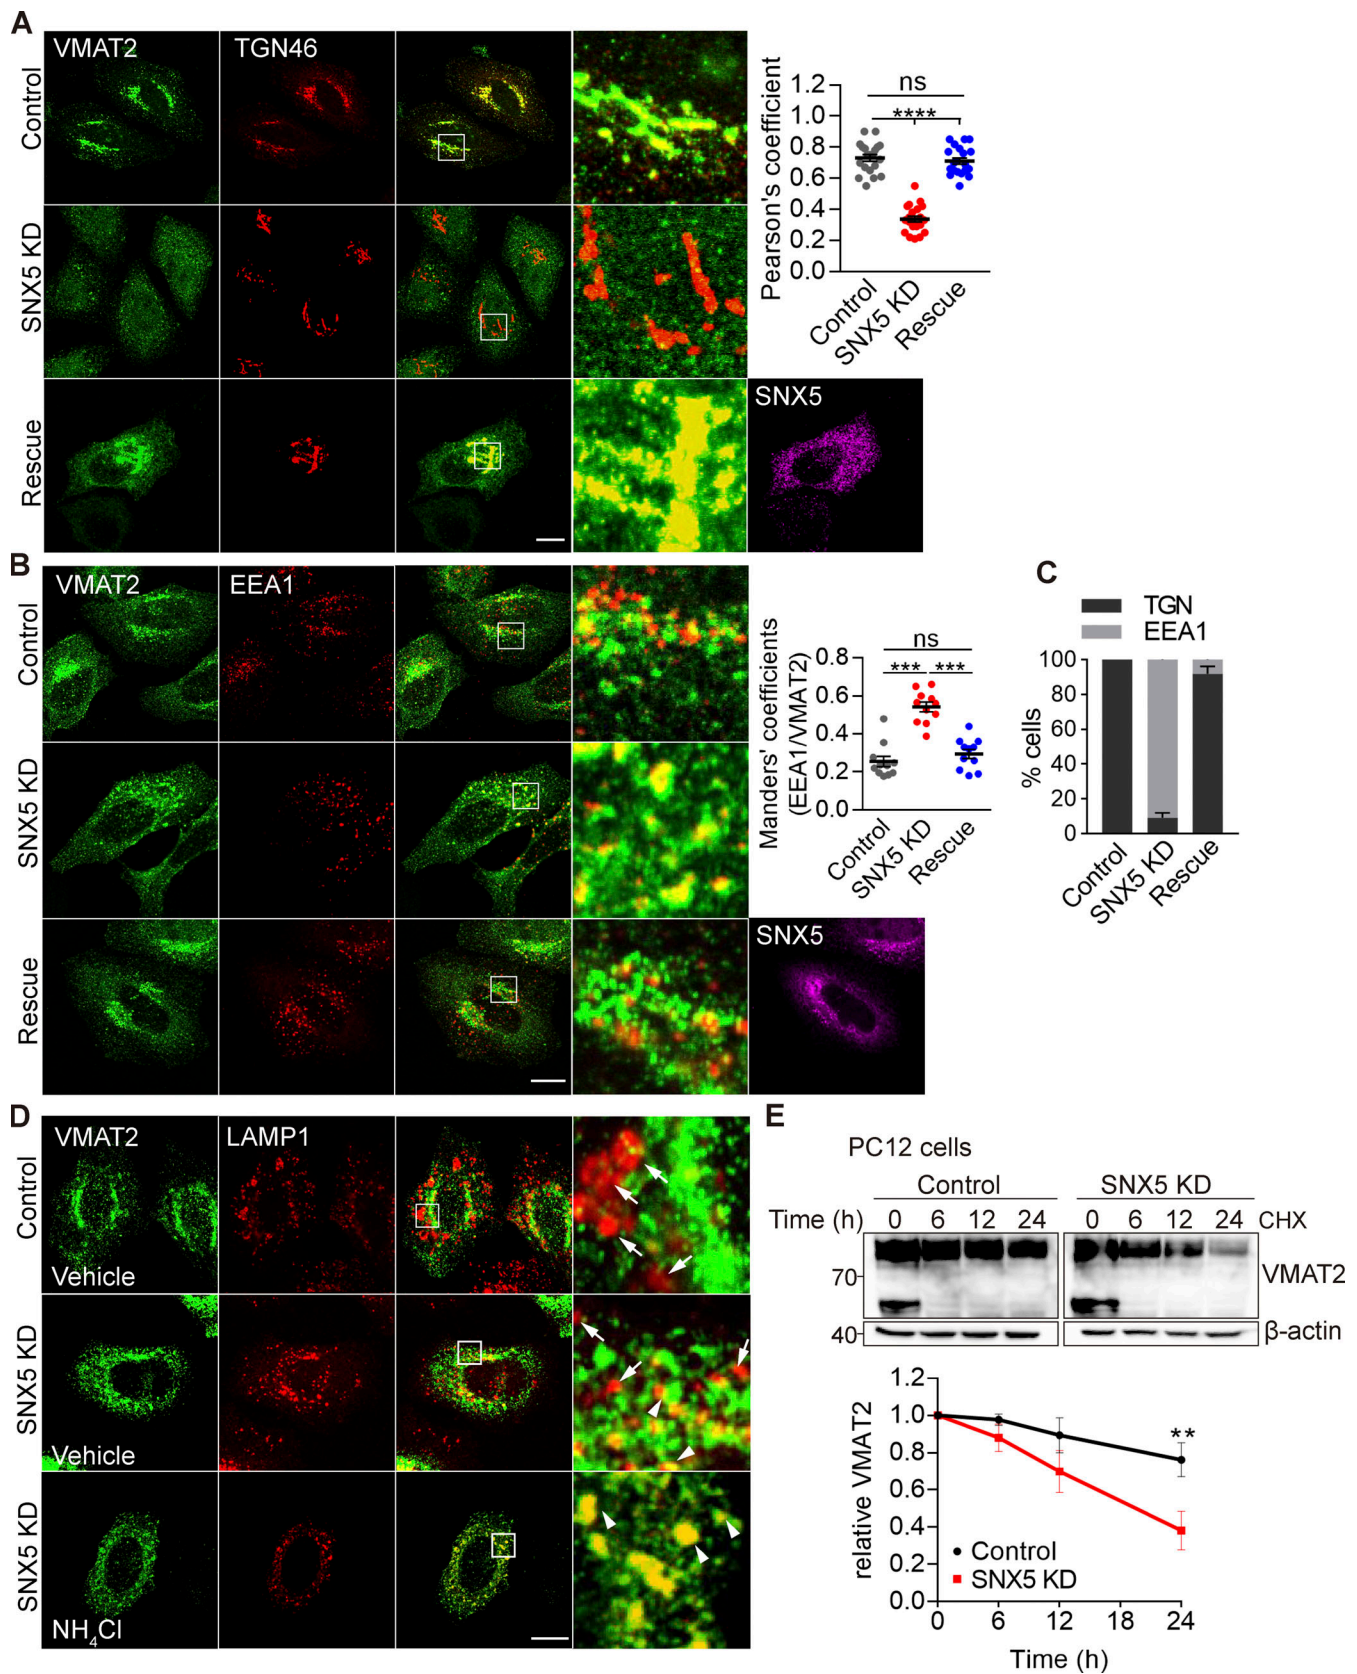 A
VMAT2
TGN46
Control
SNX5 KD
Rescue
SNX5
Pearson's coefficient
1.2
1.0
0.8
0.6
0.4
0.2
0.0
ns
****
Control
SNX5 KD
Rescue
B
VMAT2
EEA1
Control
SNX5 KD
Rescue
SNX5
Manders' coefficients
(EEA1/VMAT2)
0.8
0.6
0.4
0.2
0.0
ns
*** ***
Control
SNX5 KD
Rescue
C
TGN
EEA1
% cells
100
80
60
40
20
0
Control
SNX5 KD
Rescue
D
VMAT2
LAMP1
Control
Vehicle
SNX5 KD
Vehicle
SNX5 KD
NH₄Cl
E
PC12 cells
Control
SNX5 KD
Time (h) 0 6 12 24 0 6 12 24 CHX
70
VMAT2
40
β-actin
relative VMAT2
1.2
1.0
0.8
0.6
0.4
0.2
0.0
**
Control
SNX5 KD
0 6 12 18 24
Time (h)